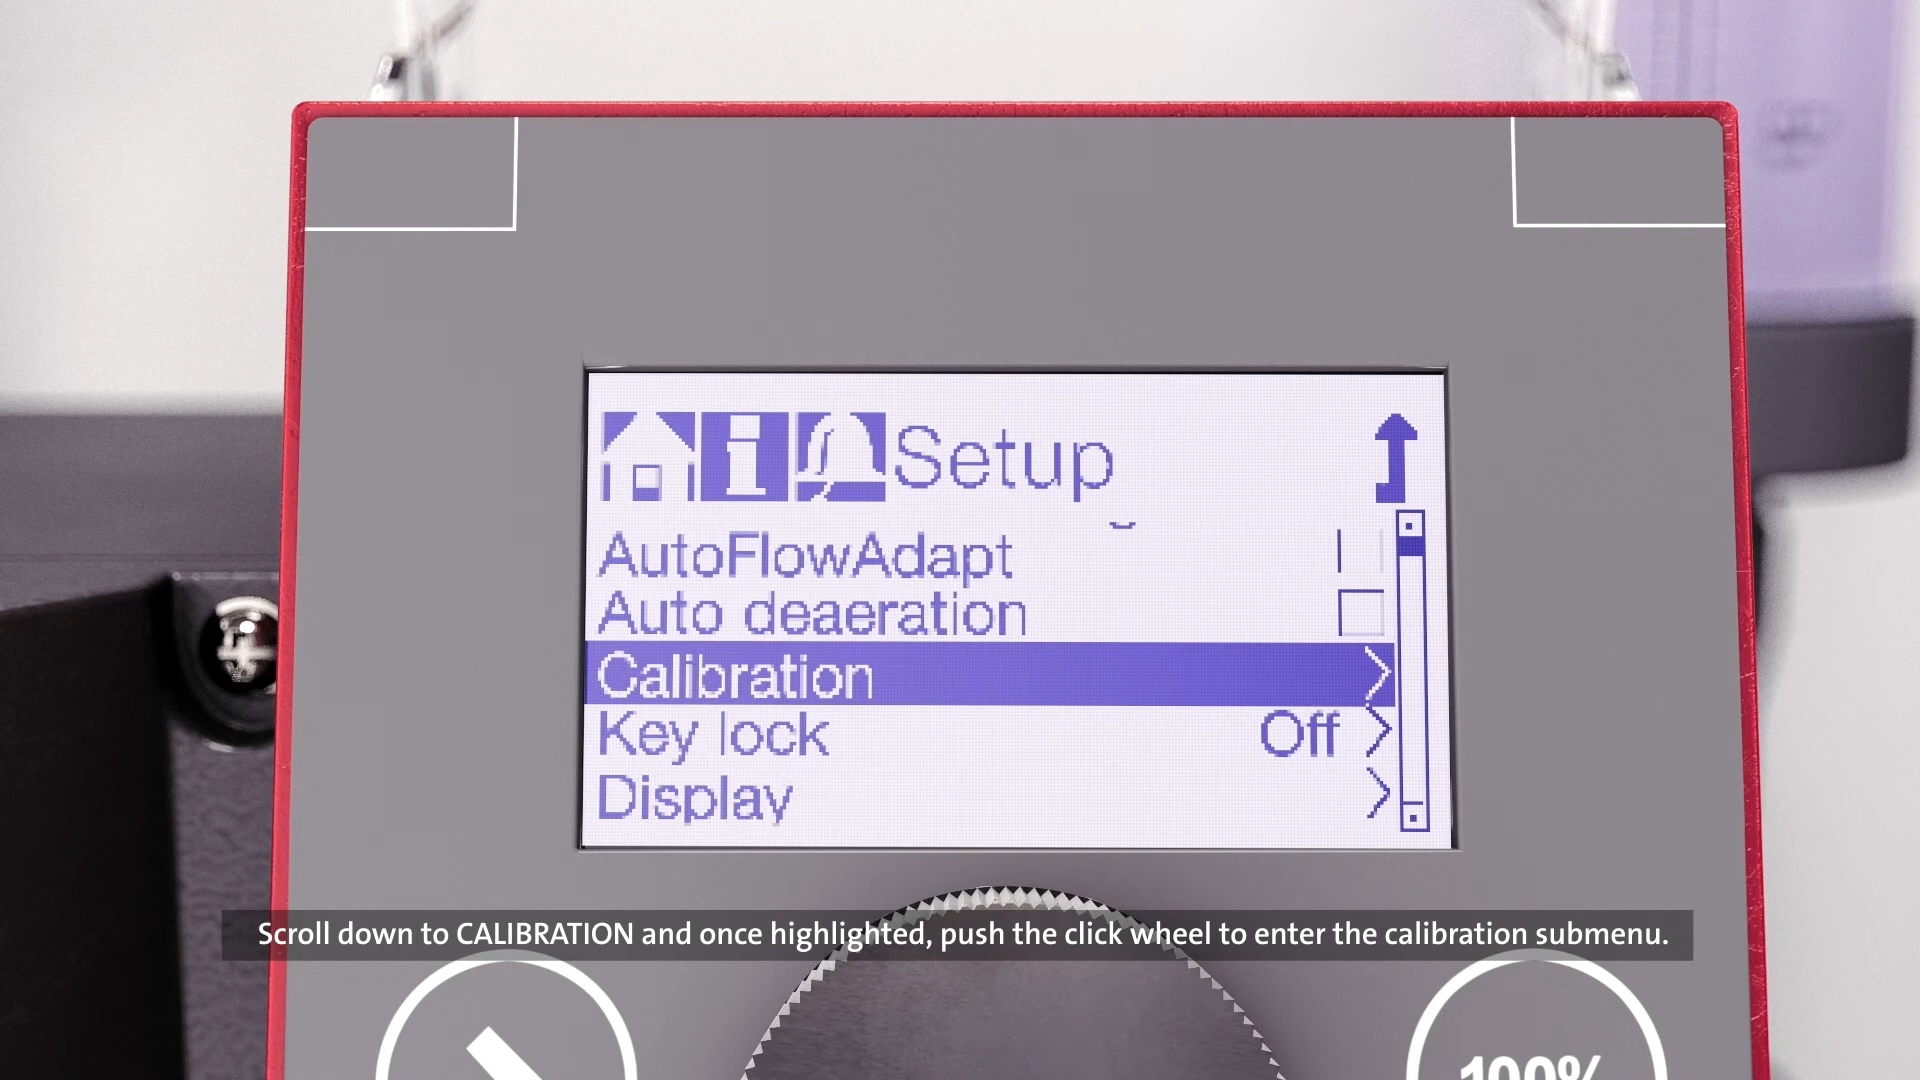 Setup
AutoFlowAdapt
Auto deaeration
Calibration
Key lock Off
Display
Scroll down to CALIBRATION and once highlighted, push the click wheel to enter the calibration submenu.
100%